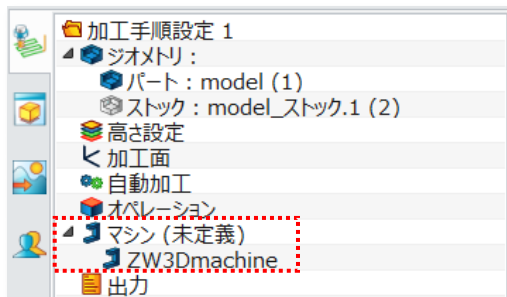 加工手順設定 1
ジオメトリ :
パート : model (1)
ストック : model_ストック.1 (2)
高さ設定
加工面
自動加工
オペレーション
マシン (未定義)
ZW3Dmachine
出力